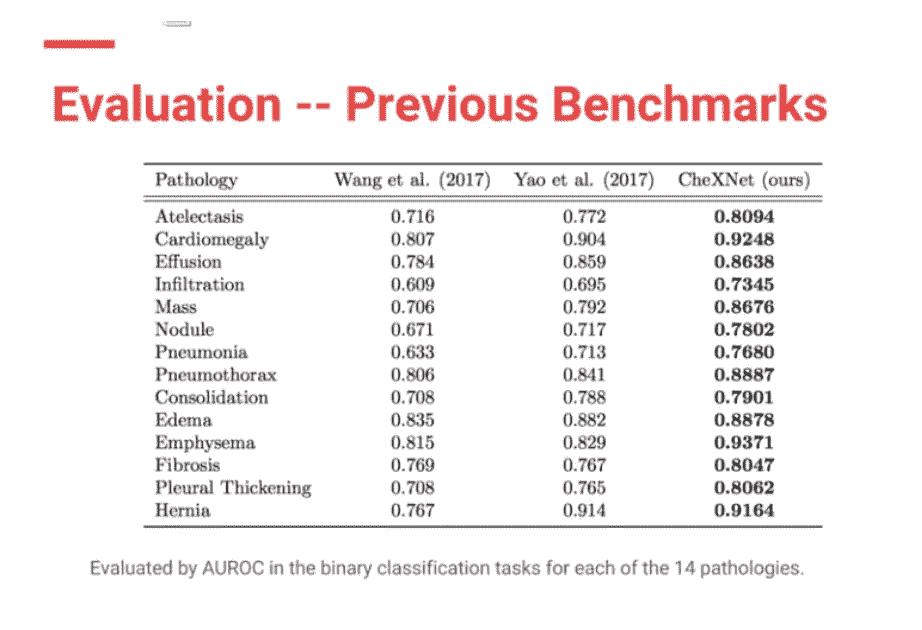 Evaluation -- Previous Benchmarks
Pathology Wang et al. (2017) Yao et al. (2017) CheXNet (ours)
Atelectasis 0.716 0.772 0.8094
Cardiomegaly 0.807 0.904 0.9248
Effusion 0.784 0.859 0.8638
Infiltration 0.609 0.695 0.7345
Mass 0.706 0.792 0.8676
Nodule 0.671 0.717 0.7802
Pneumonia 0.633 0.713 0.7680
Pneumothorax 0.806 0.841 0.8887
Consolidation 0.708 0.788 0.7901
Edema 0.835 0.882 0.8878
Emphysema 0.815 0.829 0.9371
Fibrosis 0.769 0.767 0.8047
Pleural Thickening 0.708 0.765 0.8062
Hernia 0.767 0.914 0.9164
Evaluated by AUROC in the binary classification tasks for each of the 14 pathologies.